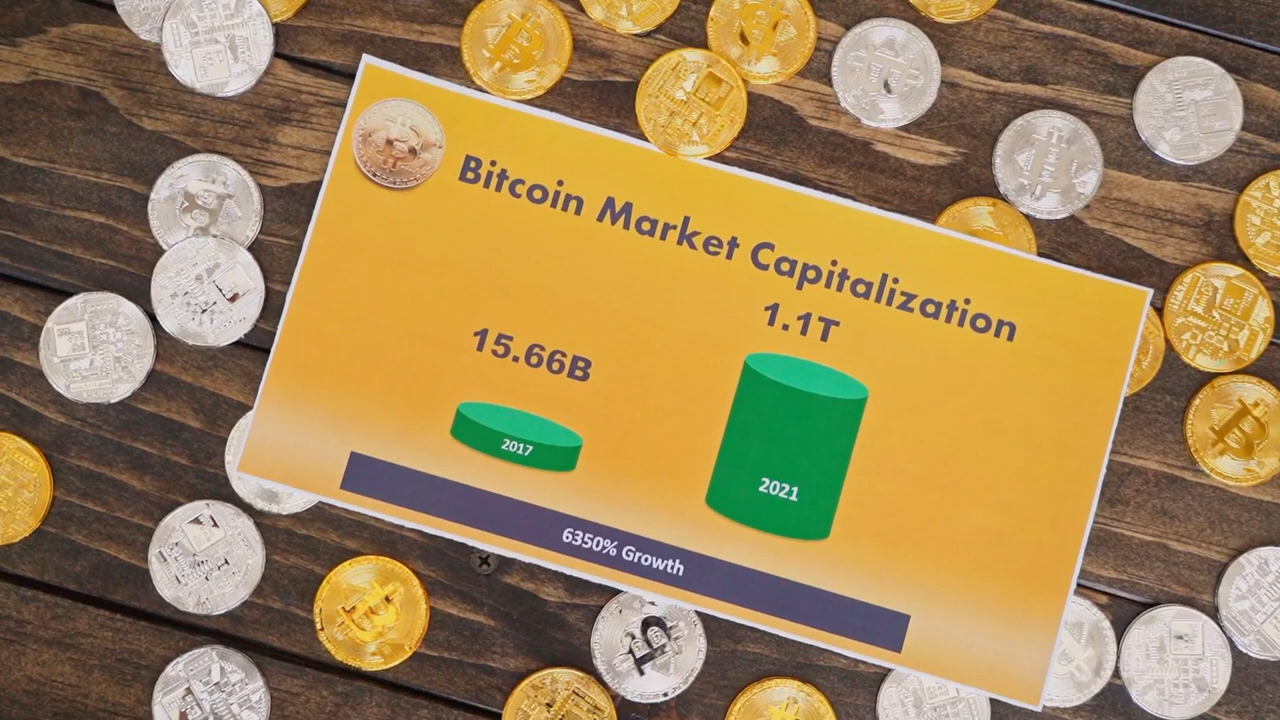 Bitcoin Market Capitalization
15.66B
1.1T
2017
2021
6350% Growth